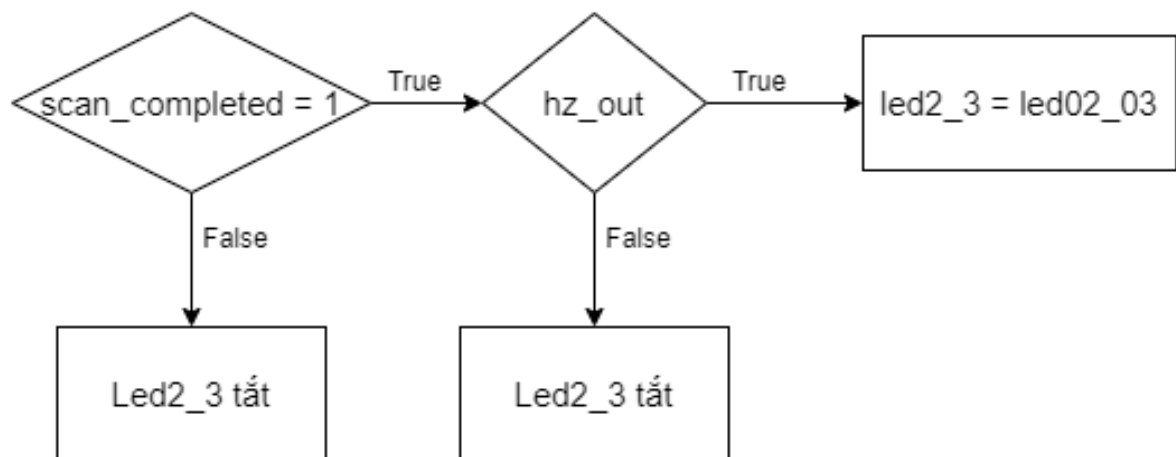 scan_completed = 1
True
hz_out
True
led2_3 = led02_03
False
False
Led2_3 tắt
Led2_3 tắt